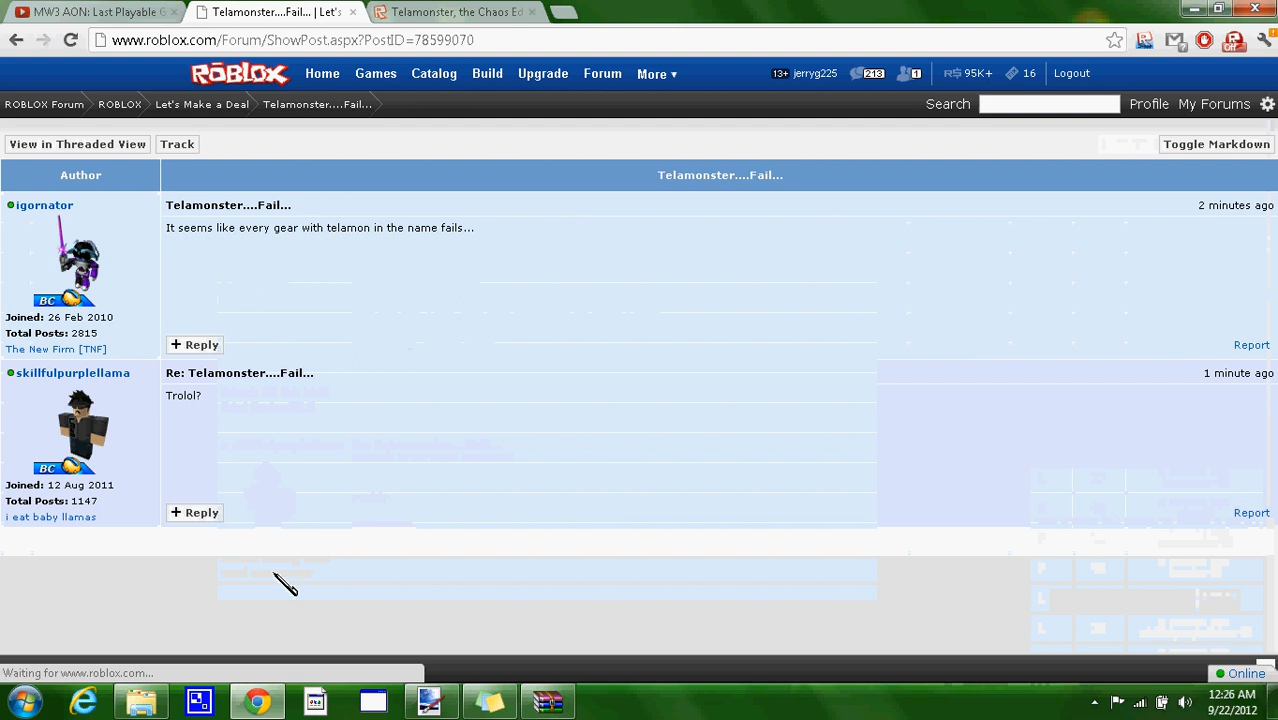 MW3 AON: Last Playable G
Telamonster....Fail... | Let's
Telamonster, the Chaos Ed
www.roblox.com/Forum/ShowPost.aspx?PostID=78599070
Off
ROBLOX Home Games Catalog Build Upgrade Forum More ▾ 13+ jerryg225 213 1 R$ 95K+ 16 Logout
ROBLOX Forum ROBLOX Let's Make a Deal Telamonster....Fail... Search Profile My Forums
View in Threaded View Track Toggle Markdown
Author Telamonster....Fail...
igornator Telamonster....Fail... 2 minutes ago
It seems like every gear with telamon in the name fails...
BC
Joined: 26 Feb 2010
Total Posts: 2815
The New Firm [TNF] + Reply Report
skillfulpurplellama Re: Telamonster....Fail... 1 minute ago
Trolol?
BC
Joined: 12 Aug 2011
Total Posts: 1147
i eat baby llamas + Reply Report
Waiting for www.roblox.com... Online
12:26 AM
9/22/2012